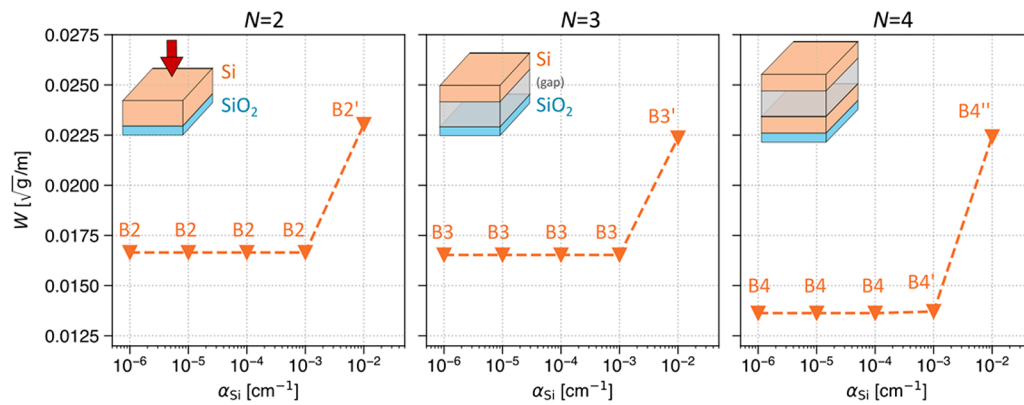 N=2
N=3
N=4
0.0275
0.0250
0.0225
0.0200
0.0175
0.0150
0.0125
W [√g/m]
Si
SiO₂
B2'
B2 B2 B2 B2
Si
(gap)
SiO₂
B3'
B3 B3 B3 B3
B4''
B4 B4 B4 B4'
10⁻⁶ 10⁻⁵ 10⁻⁴ 10⁻³ 10⁻²
10⁻⁶ 10⁻⁵ 10⁻⁴ 10⁻³ 10⁻²
10⁻⁶ 10⁻⁵ 10⁻⁴ 10⁻³ 10⁻²
αSi [cm⁻¹]
αSi [cm⁻¹]
αSi [cm⁻¹]